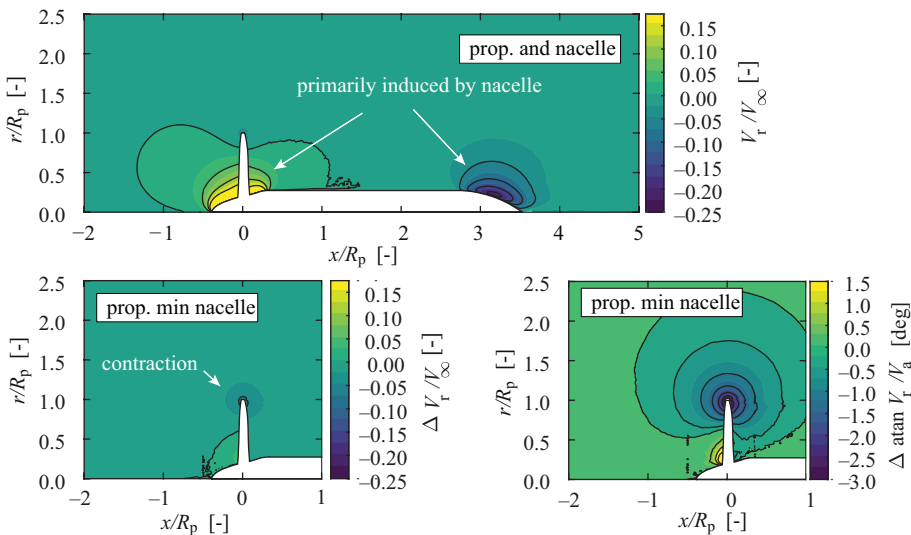 2.5
2.0
1.5
1.0
0.5
0.0
r/Rp [-]
prop. and nacelle
primarily induced by nacelle
−2 −1 0 1 2 3 4 5
x/Rp [-]
0.15
0.10
0.05
0.00
−0.05
−0.10
−0.15
−0.20
−0.25
Vr/V∞ [-]
2.5
2.0
1.5
1.0
0.5
0.0
r/Rp [-]
prop. min nacelle
contraction
−2 −1 0 1
x/Rp [-]
0.15
0.10
0.05
0.00
−0.05
−0.10
−0.15
−0.20
−0.25
Δ Vr/V∞ [-]
2.5
2.0
1.5
1.0
0.5
0.0
r/Rp [-]
prop. min nacelle
−2 −1 0 1
x/Rp [-]
1.5
1.0
0.5
0.0
−0.5
−1.0
−1.5
−2.0
−2.5
−3.0
Δ atan Vr/Va [deg]